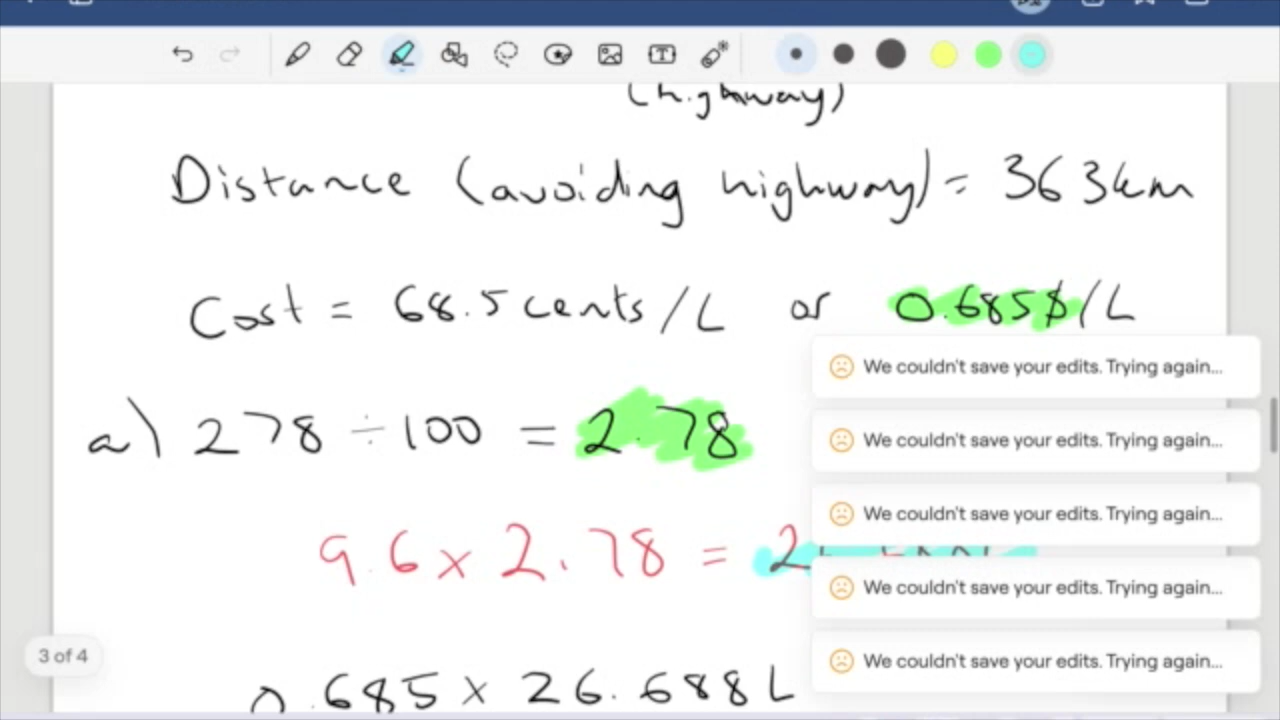 (highway)
Distance (avoiding highway) = 363km
Cost = 68.5 cents/L or 0.685$/L
We couldn't save your edits. Trying again...
a) 278 ÷ 100 = 2.78
We couldn't save your edits. Trying again...
We couldn't save your edits. Trying again...
9.6 x 2.78 = 2
We couldn't save your edits. Trying again...
3 of 4
We couldn't save your edits. Trying again...
0.685 x 26.688 L